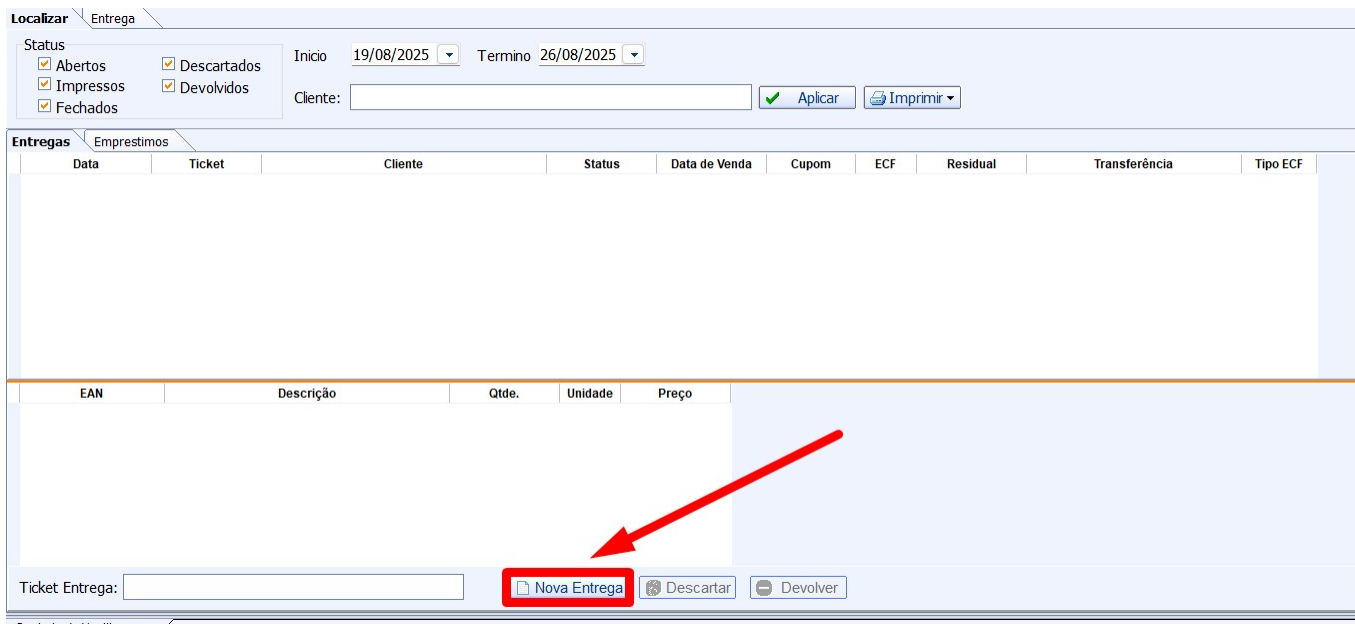 Localizar Entrega
Status
Abertos Descartados
Impressos Devolvidos
Fechados
Inicio 19/08/2025 Termino 26/08/2025
Cliente: Aplicar Imprimir
Entregas Emprestimos
Data Ticket Cliente Status Data de Venda Cupom ECF Residual Transferência Tipo ECF
EAN Descrição Qtde. Unidade Preço
Ticket Entrega: Nova Entrega Descartar Devolver